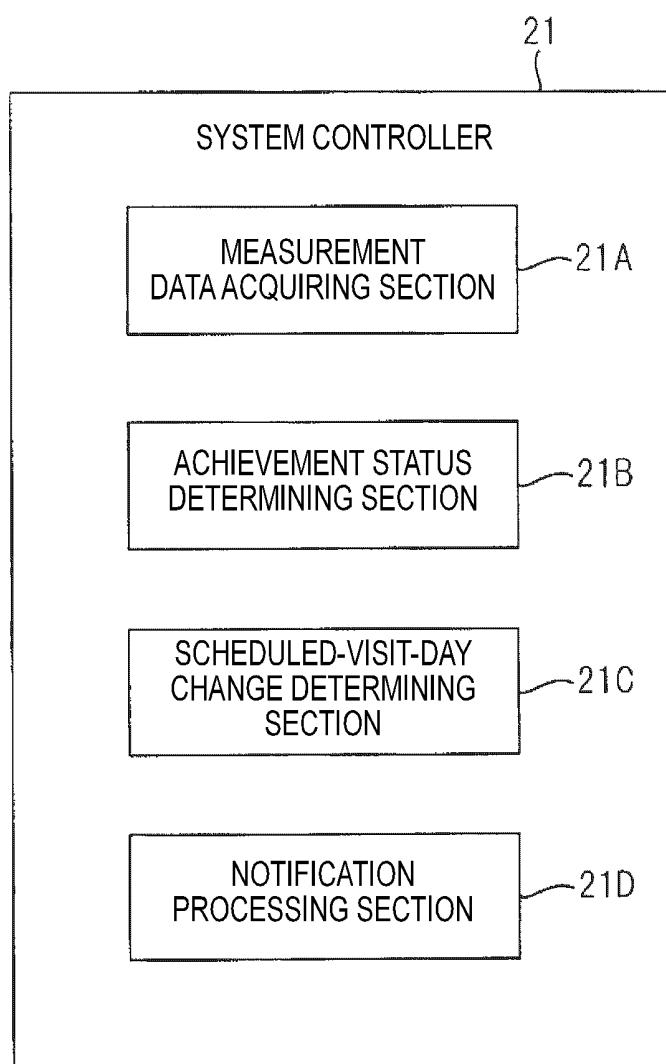 21
SYSTEM CONTROLLER
MEASUREMENT
DATA ACQUIRING SECTION
21A
ACHIEVEMENT STATUS
DETERMINING SECTION
21B
SCHEDULED-VISIT-DAY
CHANGE DETERMINING
SECTION
21C
NOTIFICATION
PROCESSING SECTION
21D